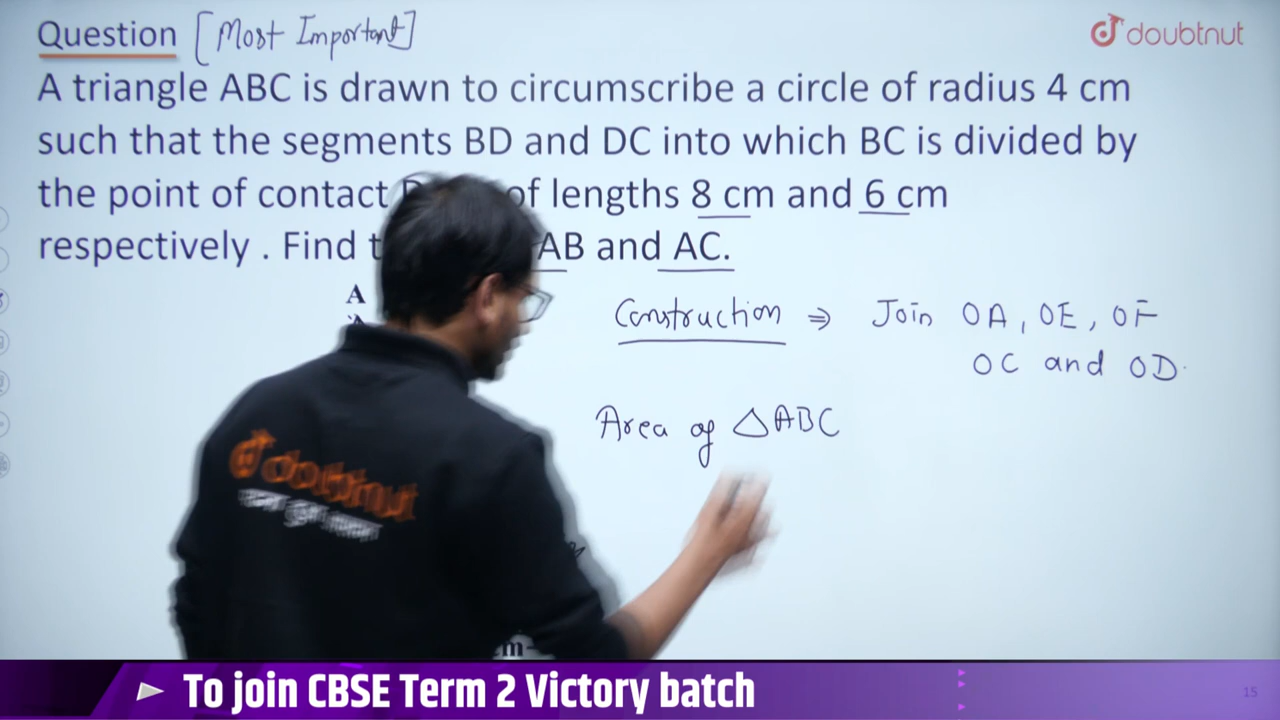 Question [Most Important]
doubtnut
A triangle ABC is drawn to circumscribe a circle of radius 4 cm
such that the segments BD and DC into which BC is divided by
the point of contact of lengths 8 cm and 6 cm
respectively . Find AB and AC.
A
Construction ⇒ Join OA, OE, OF
OC and OD.
Area of △ABC
doubtnut
To join CBSE Term 2 Victory batch
15